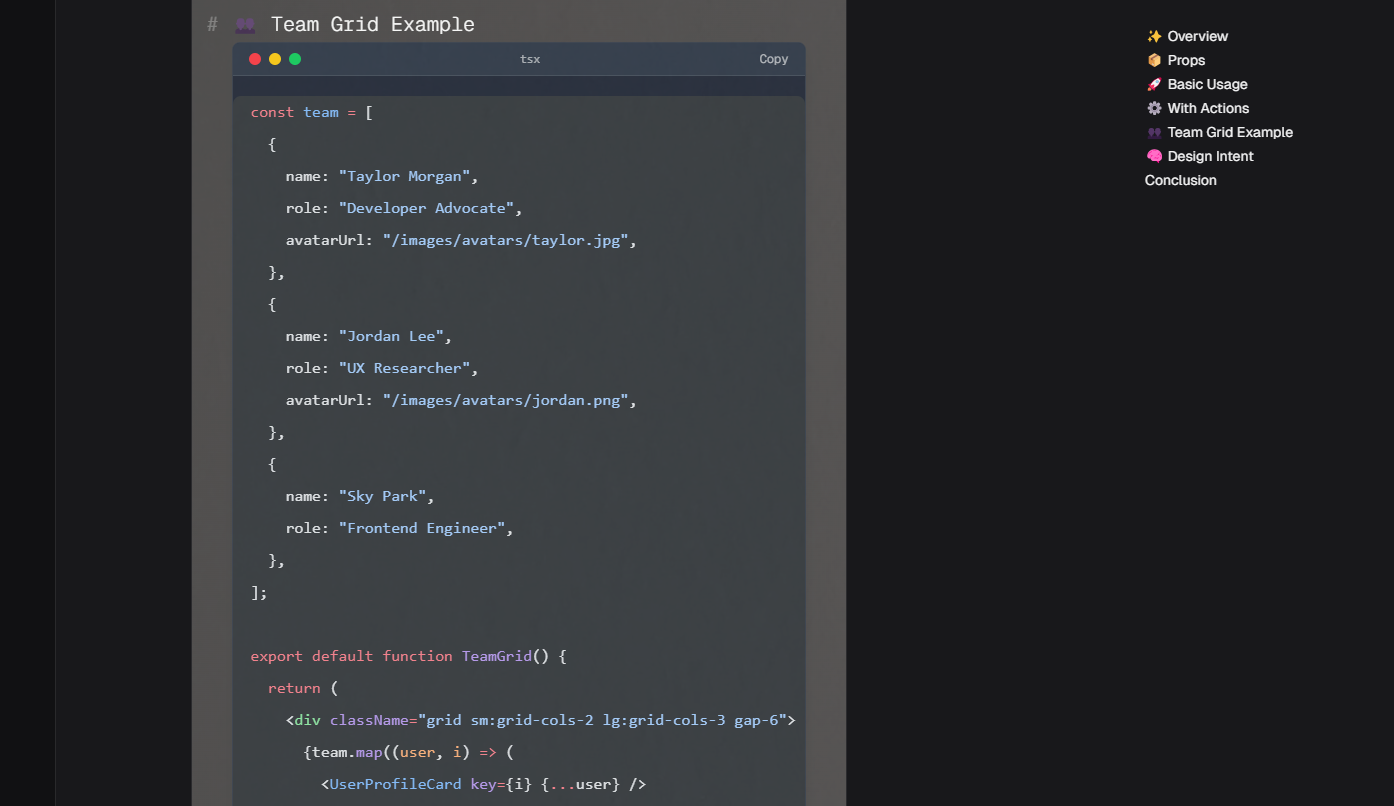 # 👥 Team Grid Example
tsx
Copy
const team = [
  {
    name: "Taylor Morgan",
    role: "Developer Advocate",
    avatarUrl: "/images/avatars/taylor.jpg",
  },
  {
    name: "Jordan Lee",
    role: "UX Researcher",
    avatarUrl: "/images/avatars/jordan.png",
  },
  {
    name: "Sky Park",
    role: "Frontend Engineer",
  },
];

export default function TeamGrid() {
  return (
    <div className="grid sm:grid-cols-2 lg:grid-cols-3 gap-6">
      {team.map((user, i) => (
        <UserProfileCard key={i} {...user} />
✨ Overview
📦 Props
🚀 Basic Usage
⚙️ With Actions
👥 Team Grid Example
🧠 Design Intent
Conclusion